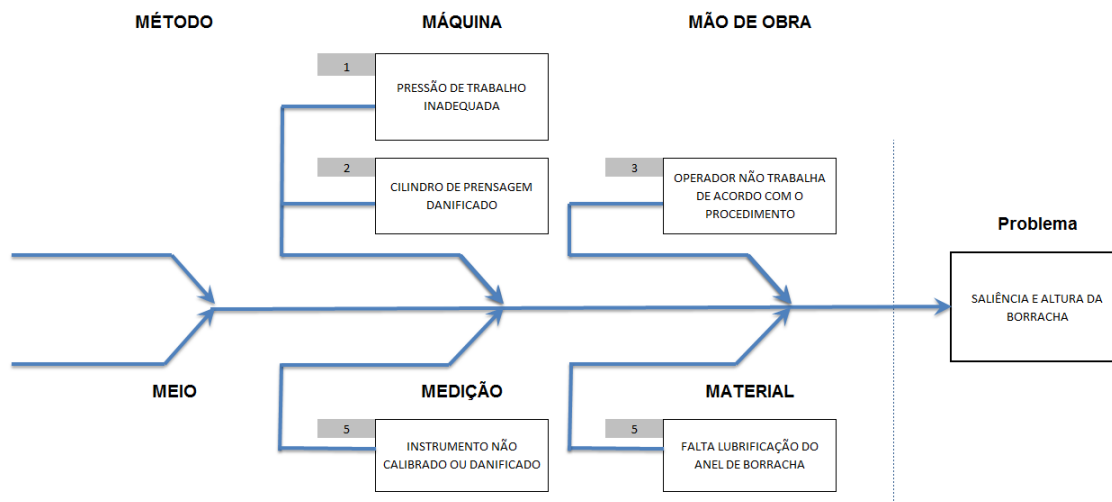 MÉTODO
MÁQUINA
MÃO DE OBRA
1
PRESSÃO DE TRABALHO
INADEQUADA
2
CILINDRO DE PRENSAGEM
DANIFICADO
3
OPERADOR NÃO TRABALHA
DE ACORDO COM O
PROCEDIMENTO
Problema
SALIÊNCIA E ALTURA DA
BORRACHA
MEIO
MEDIÇÃO
MATERIAL
5
INSTRUMENTO NÃO
CALIBRADO OU DANIFICADO
5
FALTA LUBRIFICAÇÃO DO
ANEL DE BORRACHA